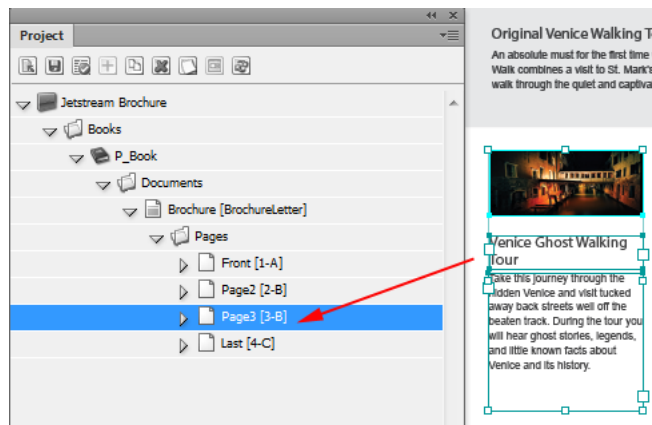 Project
Jetstream Brochure
Books
P_Book
Documents
Brochure [BrochureLetter]
Pages
Front [1-A]
Page2 [2-B]
Page3 [3-B]
Last [4-C]
Original Venice Walking T
An absolute must for the first time
Walk combines a visit to St. Mark's
walk through the quiet and captiva
Venice Ghost Walking
Tour
Take this journey through the
hidden Venice and visit tucked
away back streets well off the
beaten track. During the tour you
will hear ghost stories, legends,
and little known facts about
Venice and its history.